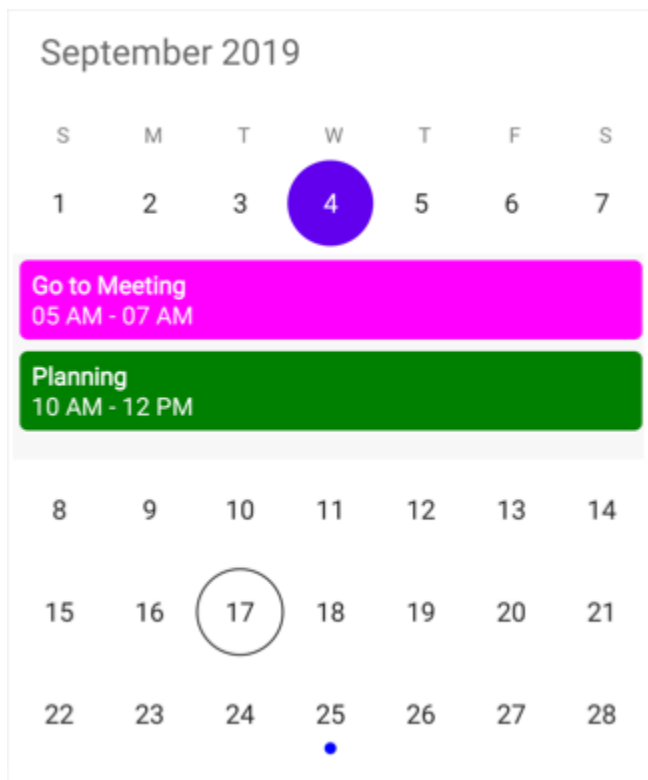 September 2019
S M T W T F S
1 2 3 4 5 6 7
Go to Meeting
05 AM - 07 AM
Planning
10 AM - 12 PM
8 9 10 11 12 13 14
15 16 17 18 19 20 21
22 23 24 25 26 27 28